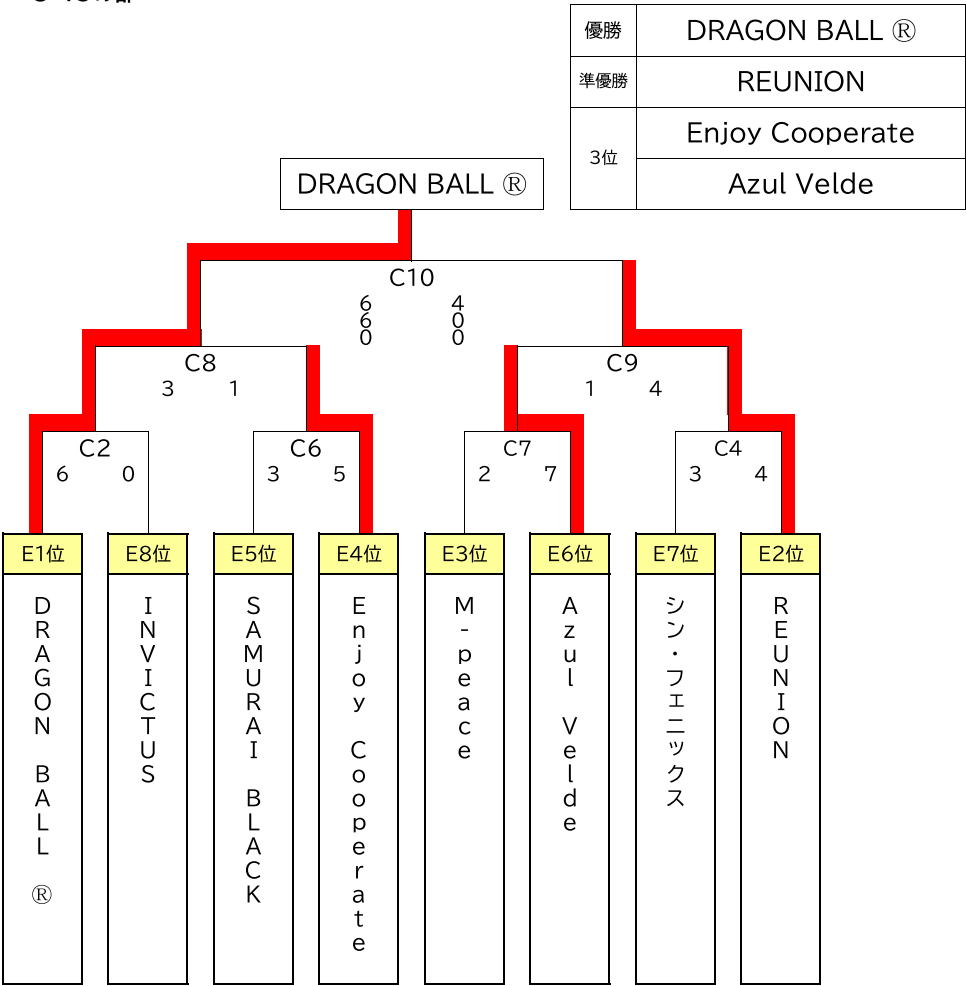 優勝 DRAGON BALL Ⓡ
準優勝 REUNION
3位 Enjoy Cooperate
Azul Velde
DRAGON BALL Ⓡ
C10
6 4
6 0
0 0
C8
3 1
C9
1 4
C2
6 0
C6
3 5
C7
2 7
C4
3 4
E1位 E8位 E5位 E4位 E3位 E6位 E7位 E2位
DRAGON BALL Ⓡ
INVICTUS
SAMURAI BLACK
Enjoy Cooperate
M-peace
Azul Velde
シン・フェニックス
REUNION